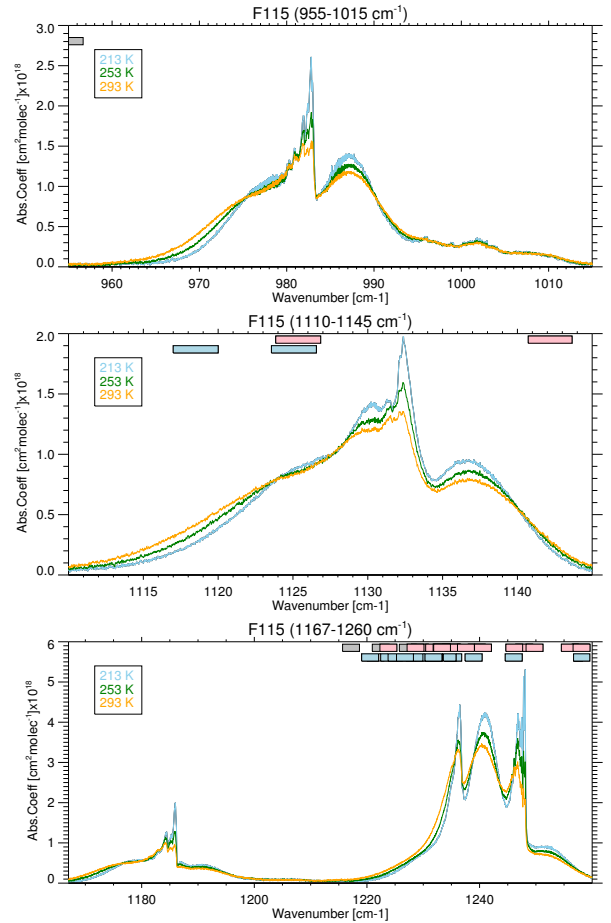 F115 (955-1015 cm⁻¹)
3.0
2.5
2.0
1.5
1.0
0.5
0.0
Abs.Coeff [cm²molec⁻¹]x10¹⁸
213 K
253 K
293 K
960 970 980 990 1000 1010
Wavenumber [cm-1]
F115 (1110-1145 cm⁻¹)
2.0
1.5
1.0
0.5
0.0
Abs.Coeff [cm²molec⁻¹]x10¹⁸
213 K
253 K
293 K
1115 1120 1125 1130 1135 1140
Wavenumber [cm-1]
F115 (1167-1260 cm⁻¹)
6
5
4
3
2
1
0
Abs.Coeff [cm²molec⁻¹]x10¹⁸
213 K
253 K
293 K
1180 1200 1220 1240
Wavenumber [cm-1]